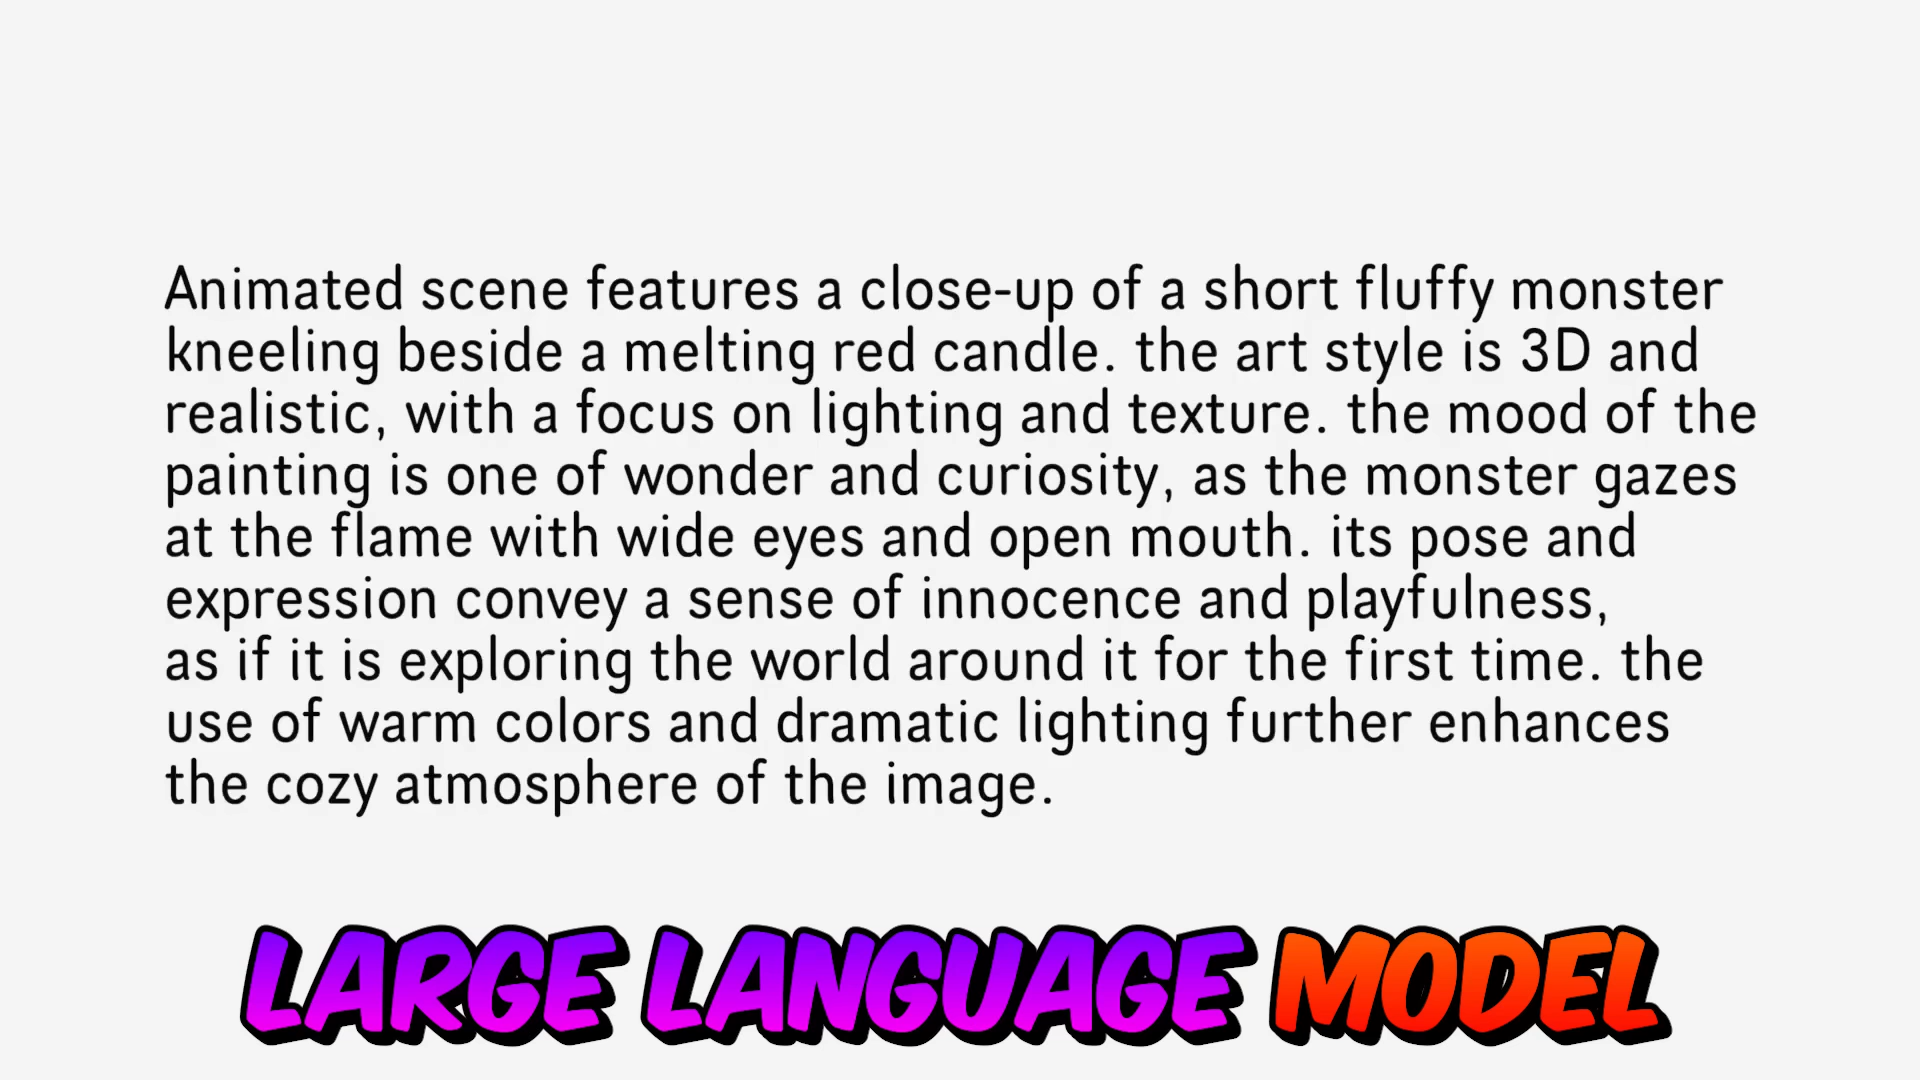 Animated scene features a close-up of a short fluffy monster
kneeling beside a melting red candle. the art style is 3D and
realistic, with a focus on lighting and texture. the mood of the
painting is one of wonder and curiosity, as the monster gazes
at the flame with wide eyes and open mouth. its pose and
expression convey a sense of innocence and playfulness,
as if it is exploring the world around it for the first time. the
use of warm colors and dramatic lighting further enhances
the cozy atmosphere of the image.
LARGE LANGUAGE MODEL